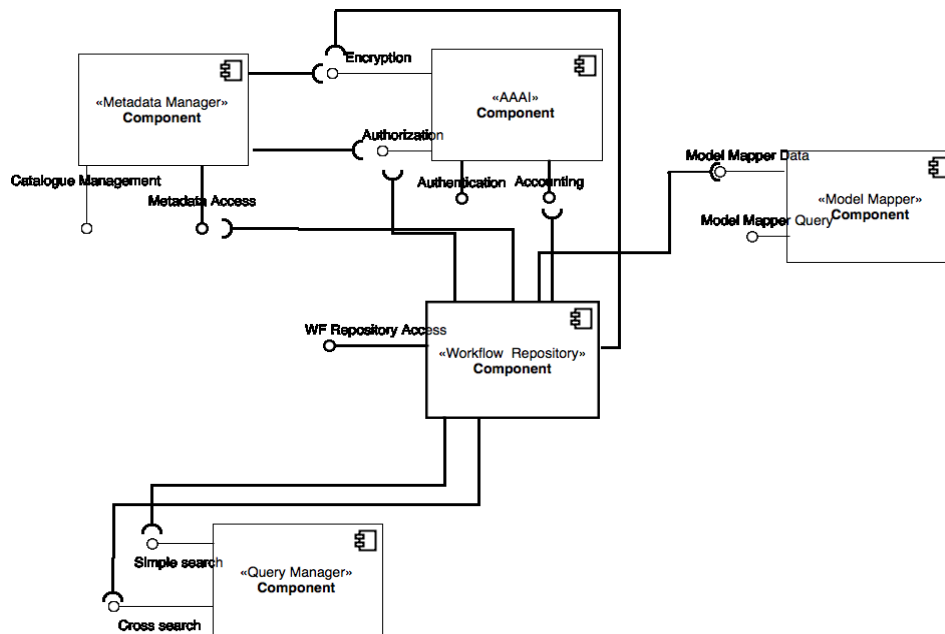 Encryption
«Metadata Manager»
Component
«AAAI»
Component
Authorization
Model Mapper Data
Catalogue Management
Authentication
Accounting
Metadata Access
«Model Mapper»
Component
Model Mapper Query
WF Repository Access
«Workflow Repository»
Component
Simple search
«Query Manager»
Component
Cross search